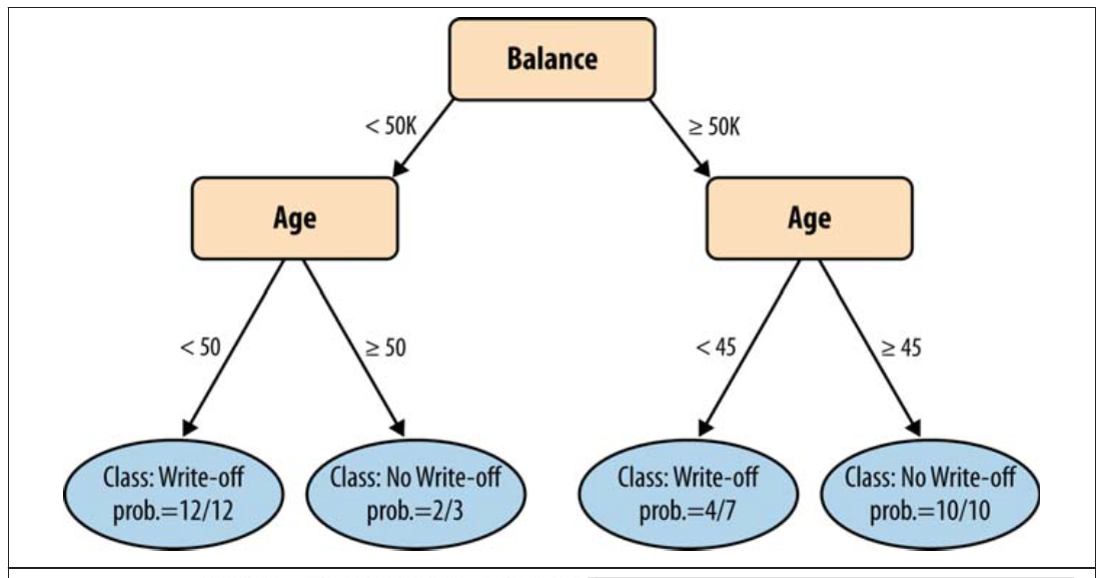 Balance
< 50K
≥ 50K
Age
Age
< 50
≥ 50
< 45
≥ 45
Class: Write-off
prob.=12/12
Class: No Write-off
prob.=2/3
Class: Write-off
prob.=4/7
Class: No Write-off
prob.=10/10